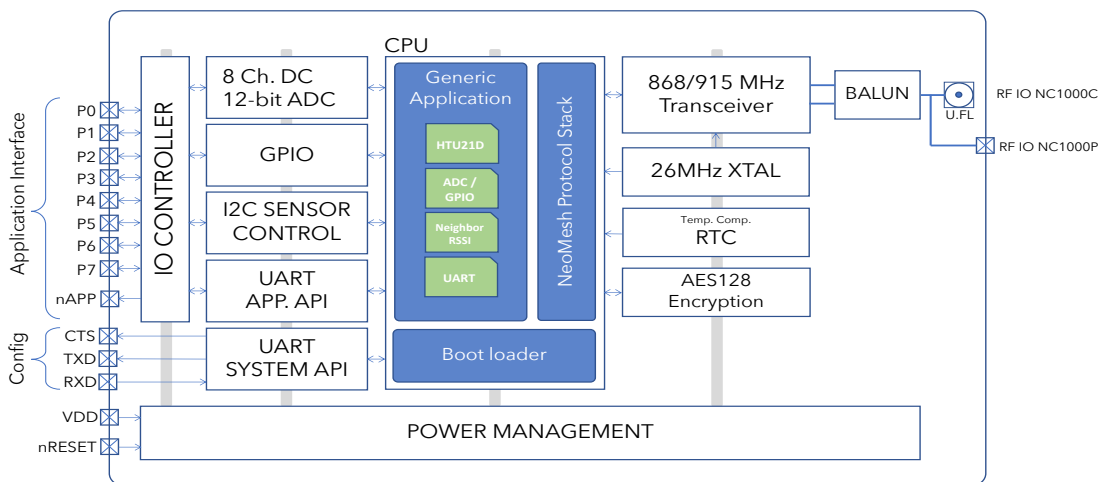 CPU
Application Interface
P0
P1
P2
P3
P4
P5
P6
P7
nAPP
Config
CTS
TXD
RXD
VDD
nRESET
IO CONTROLLER
8 Ch. DC
12-bit ADC
GPIO
I2C SENSOR
CONTROL
UART
APP. API
UART
SYSTEM API
Generic
Application
HTU21D
ADC /
GPIO
Neighbor
RSSI
UART
NeoMesh Protocol Stack
Boot loader
868/915 MHz
Transceiver
26MHz XTAL
Temp. Comp.
RTC
AES128
Encryption
BALUN
U.FL
RF IO NC1000C
RF IO NC1000P
POWER MANAGEMENT